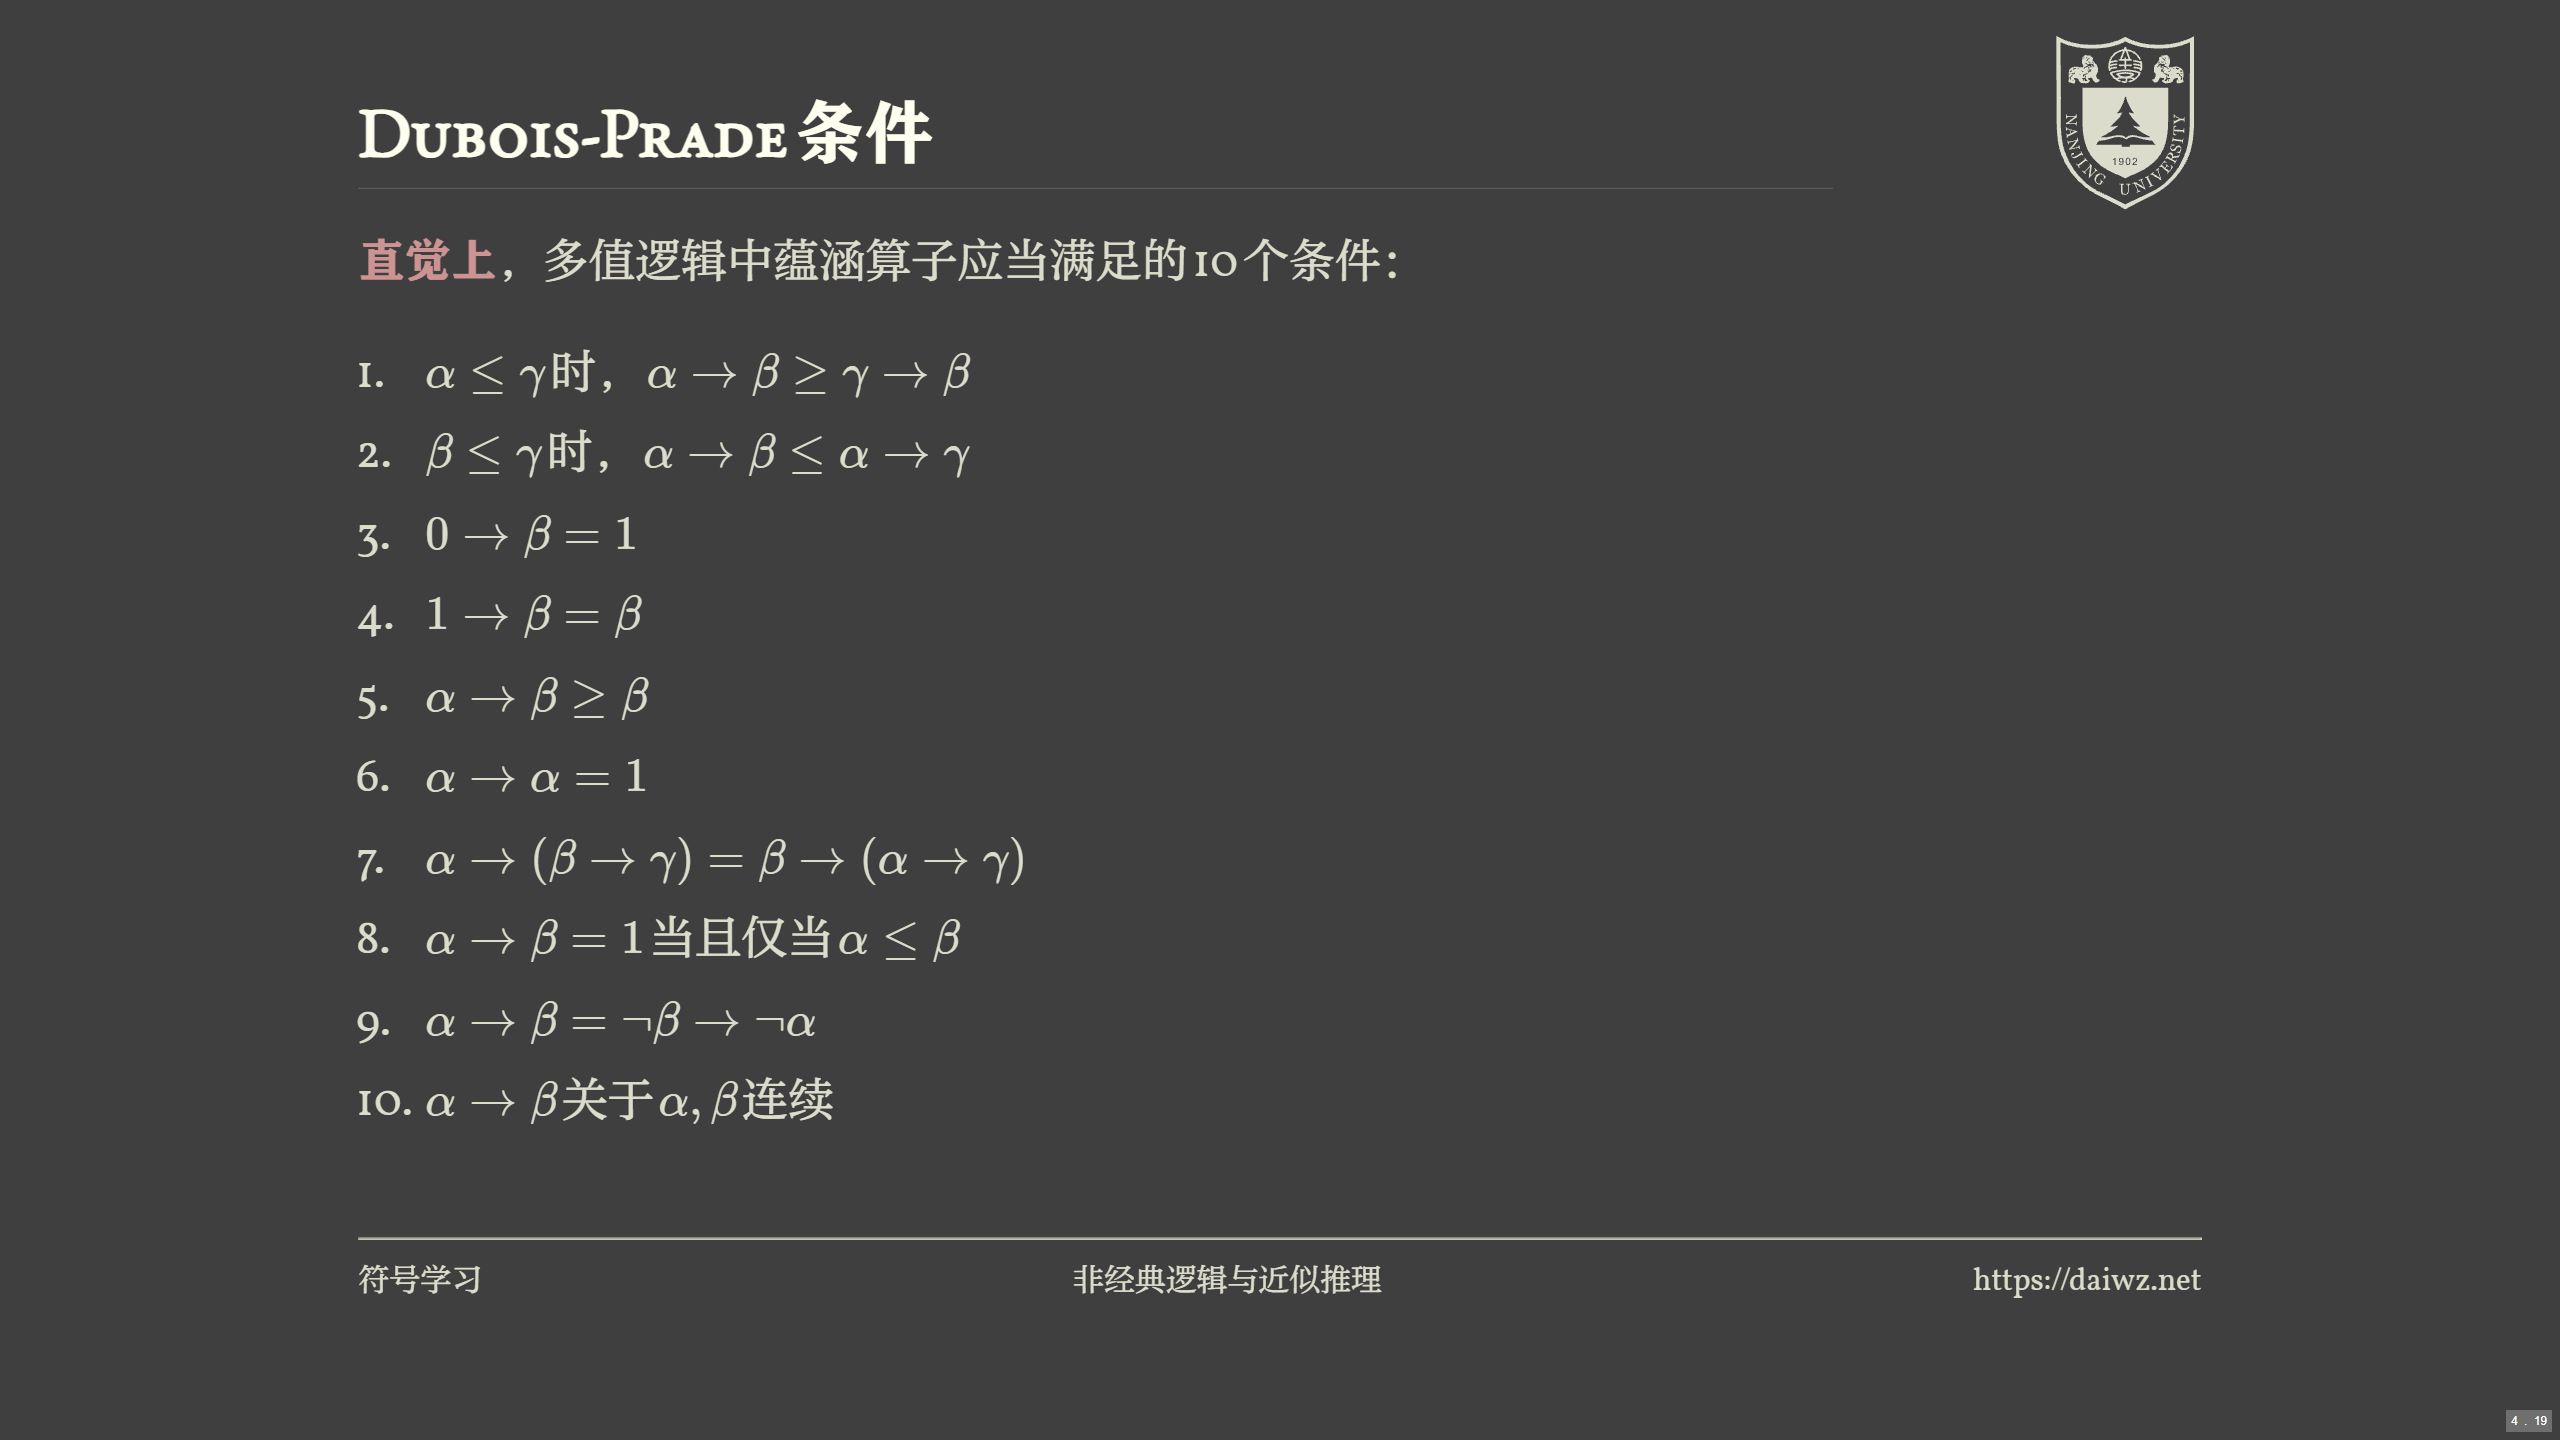 Dubois-Prade 条件
NANJING UNIVERSITY
1902
直觉上，多值逻辑中蕴涵算子应当满足的10个条件：
1. α ≤ γ时，α → β ≥ γ → β
2. β ≤ γ时，α → β ≤ α → γ
3. 0 → β = 1
4. 1 → β = β
5. α → β ≥ β
6. α → α = 1
7. α → (β → γ) = β → (α → γ)
8. α → β = 1当且仅当α ≤ β
9. α → β = ¬β → ¬α
10. α → β关于α, β连续
符号学习 非经典逻辑与近似推理 https://daiwz.net
4 . 19